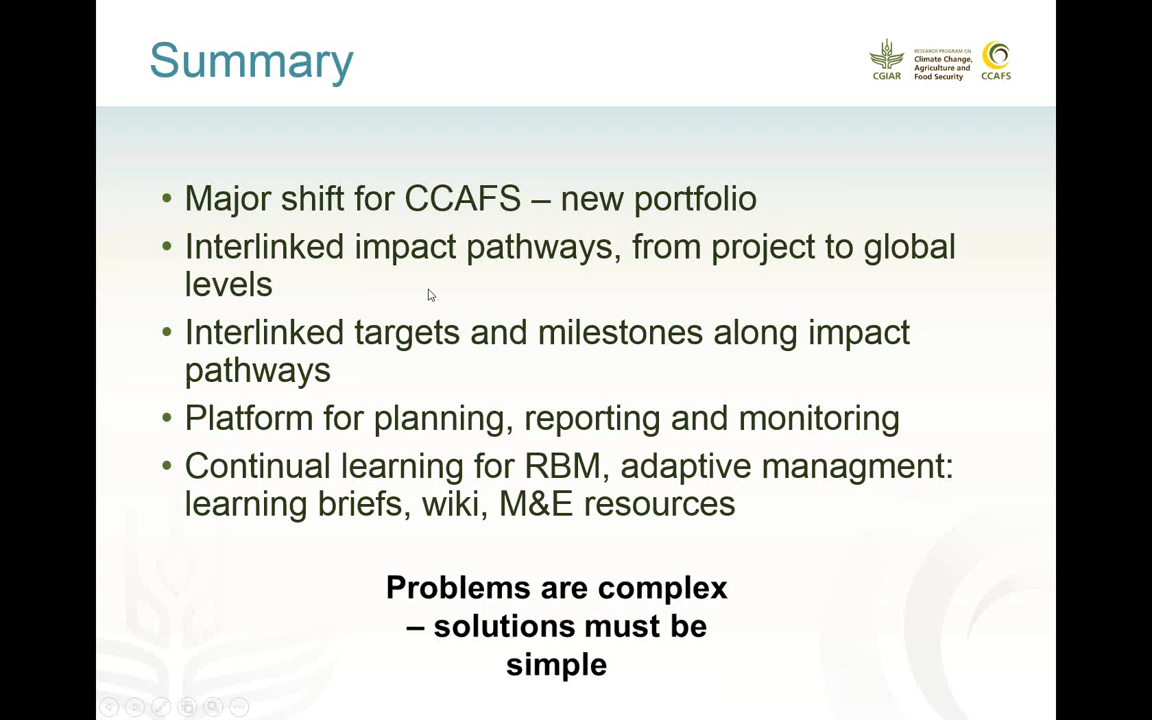 Summary
CGIAR
RESEARCH PROGRAM ON
Climate Change,
Agriculture and
Food Security
CCAFS
• Major shift for CCAFS – new portfolio
• Interlinked impact pathways, from project to global
levels
• Interlinked targets and milestones along impact
pathways
• Platform for planning, reporting and monitoring
• Continual learning for RBM, adaptive managment:
learning briefs, wiki, M&E resources
Problems are complex
– solutions must be
simple